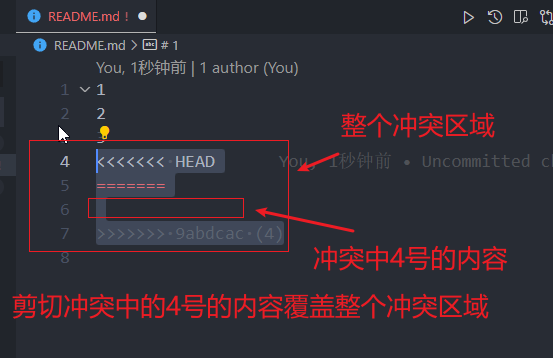 README.md !
README.md > # 1
You, 1秒钟前 | 1 author (You)
1 1
2 2
3
4 <<<<<<< HEAD You, 1秒钟前 • Uncommitted
5 =======
6
7 >>>>>>> 9abdcac (4)
8
整个冲突区域
冲突中4号的内容
剪切冲突中的4号的内容覆盖整个冲突区域